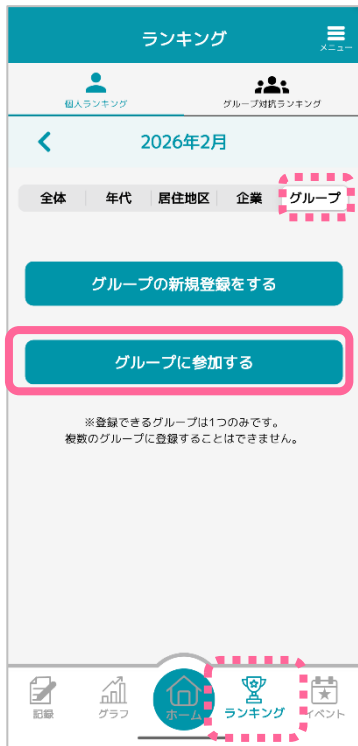 ランキング
メニュー
個人ランキング
グループ対抗ランキング
2026年2月
全体 年代 居住地区 企業 グループ
グループの新規登録をする
グループに参加する
※登録できるグループは1つのみです。
複数のグループに登録することはできません。
記録 グラフ ホーム ランキング イベント